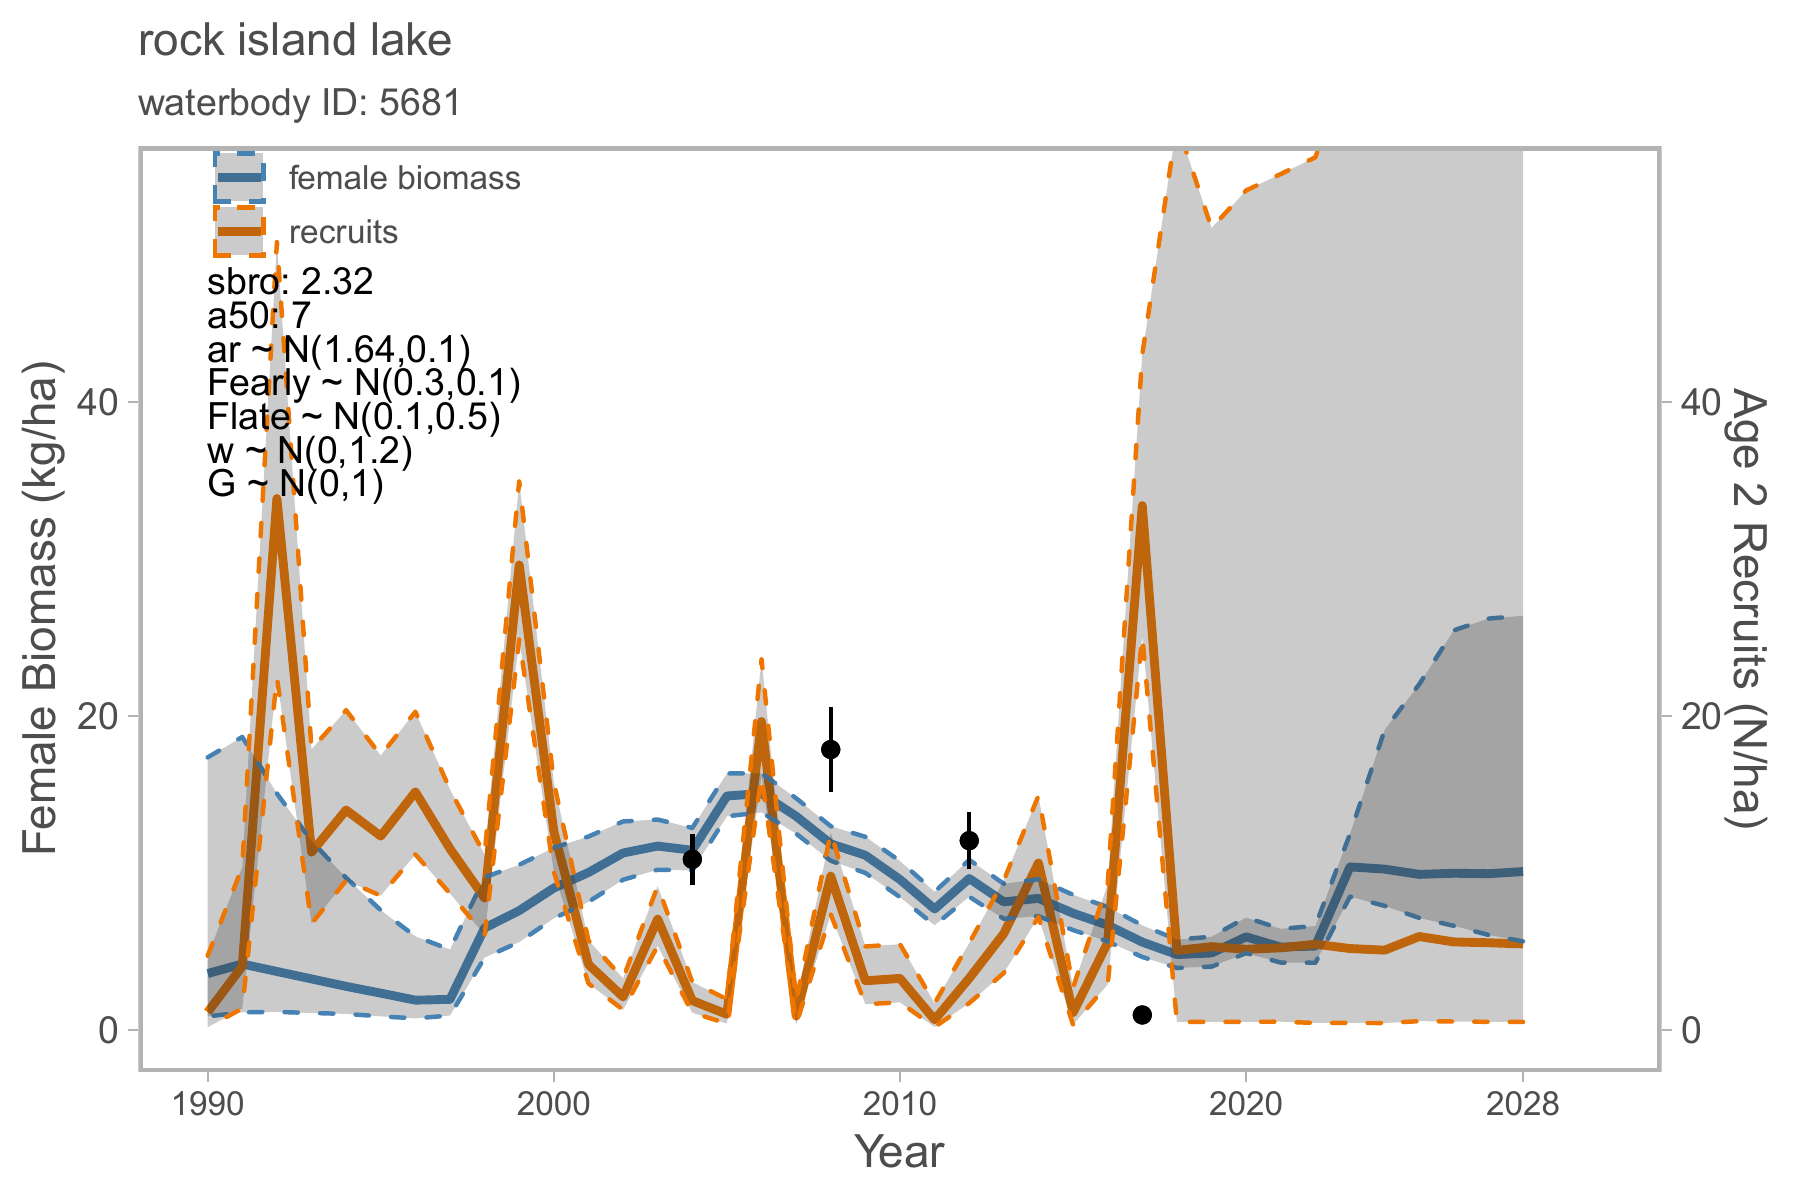 rock island lake
waterbody ID: 5681
female biomass
recruits
sbro: 2.32
a50: 7
ar ~ N(1.64,0.1)
Fearly ~ N(0.3,0.1)
Flate ~ N(0.1,0.5)
w ~ N(0,1.2)
G ~ N(0,1)
Female Biomass (kg/ha)
40
20
0
40
20
0
Age 2 Recruits (N/ha)
1990
2000
2010
2020
2028
Year